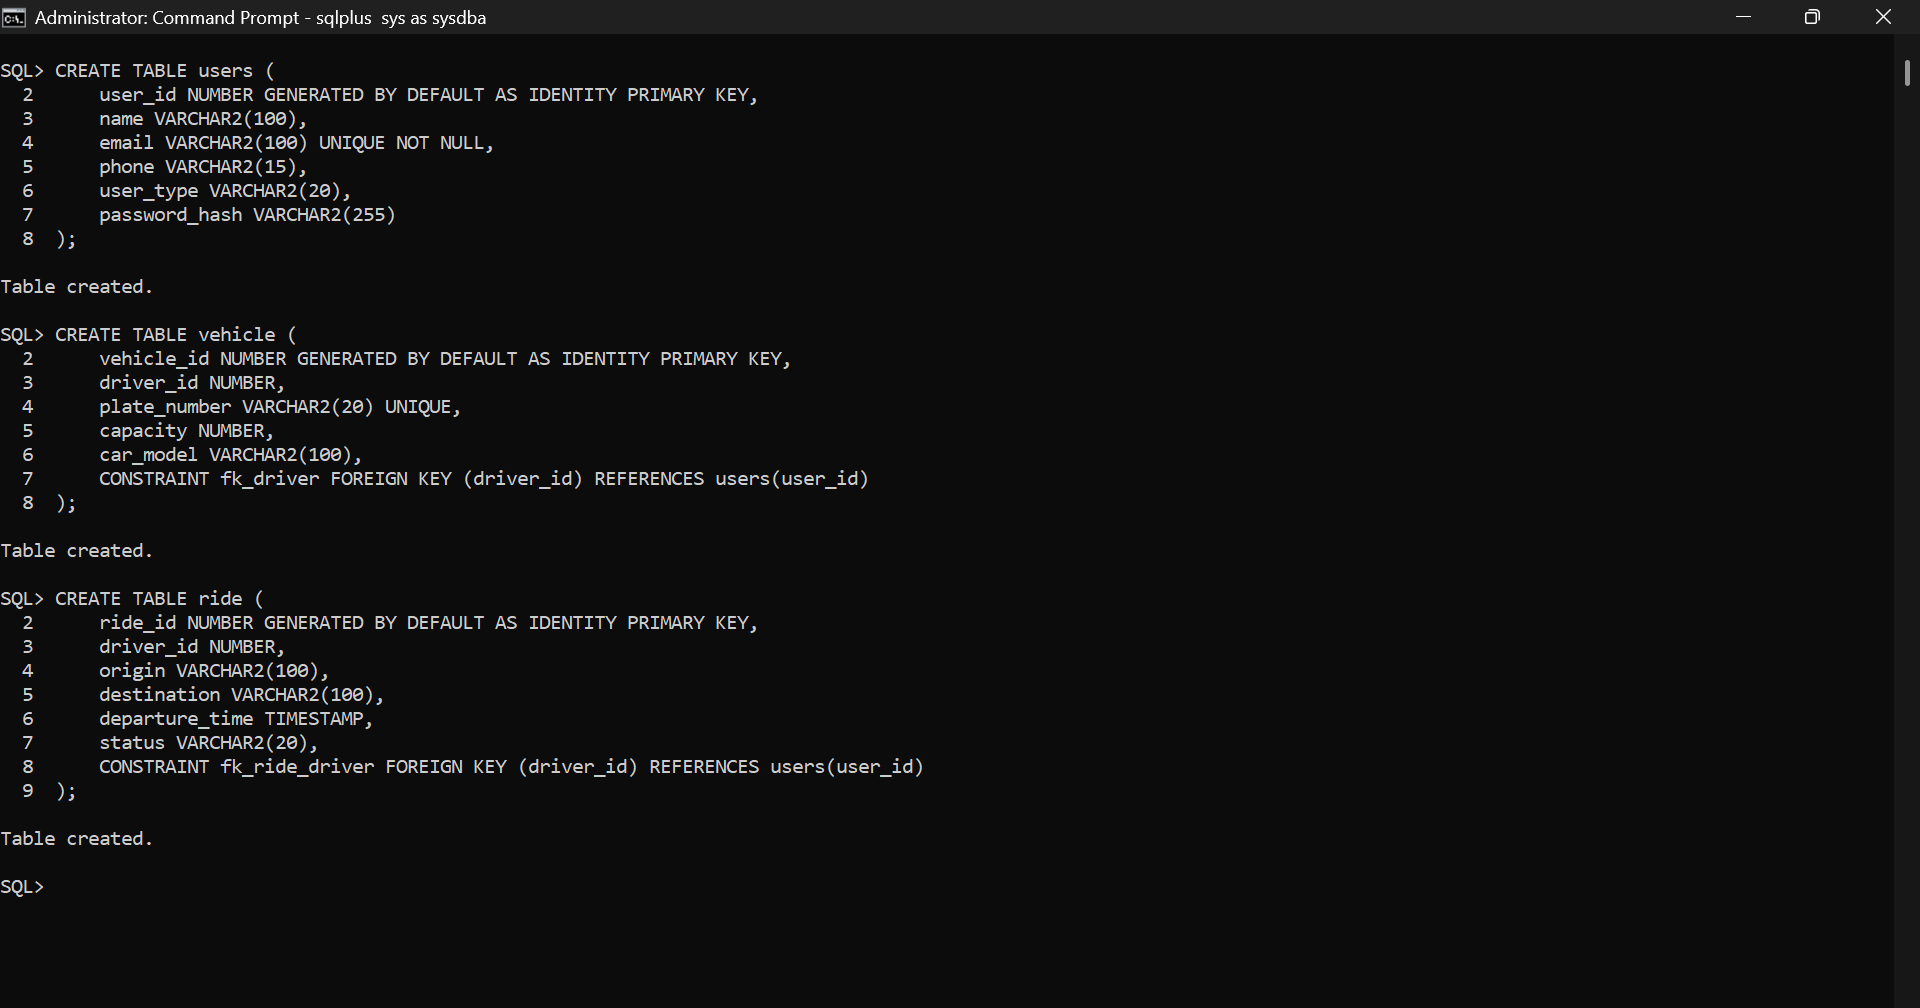 Administrator: Command Prompt - sqlplus  sys as sysdba
SQL> CREATE TABLE users (
  2      user_id NUMBER GENERATED BY DEFAULT AS IDENTITY PRIMARY KEY,
  3      name VARCHAR2(100),
  4      email VARCHAR2(100) UNIQUE NOT NULL,
  5      phone VARCHAR2(15),
  6      user_type VARCHAR2(20),
  7      password_hash VARCHAR2(255)
  8  );
Table created.
SQL> CREATE TABLE vehicle (
  2      vehicle_id NUMBER GENERATED BY DEFAULT AS IDENTITY PRIMARY KEY,
  3      driver_id NUMBER,
  4      plate_number VARCHAR2(20) UNIQUE,
  5      capacity NUMBER,
  6      car_model VARCHAR2(100),
  7      CONSTRAINT fk_driver FOREIGN KEY (driver_id) REFERENCES users(user_id)
  8  );
Table created.
SQL> CREATE TABLE ride (
  2      ride_id NUMBER GENERATED BY DEFAULT AS IDENTITY PRIMARY KEY,
  3      driver_id NUMBER,
  4      origin VARCHAR2(100),
  5      destination VARCHAR2(100),
  6      departure_time TIMESTAMP,
  7      status VARCHAR2(20),
  8      CONSTRAINT fk_ride_driver FOREIGN KEY (driver_id) REFERENCES users(user_id)
  9  );
Table created.
SQL>